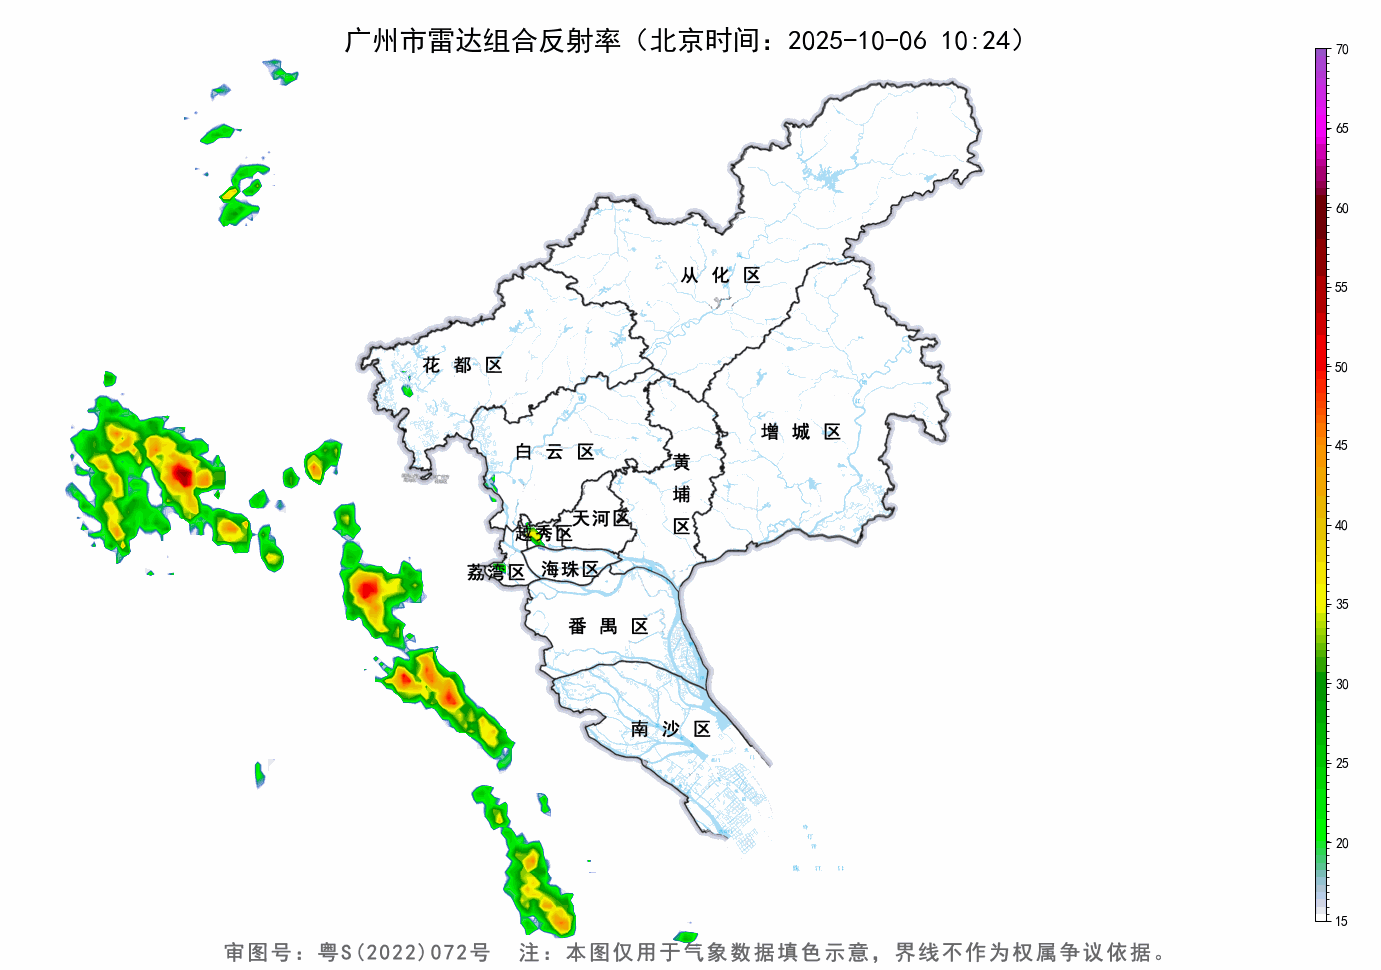 广州市雷达组合反射率（北京时间：2025-10-06 10:24）
70
65
60
55
50
45
40
35
30
25
20
15
从化区
花都区
增城区
白云区
黄埔区
天河区
越秀区
荔湾区
海珠区
番禺区
南沙区
审图号：粤S(2022)072号 注：本图仅用于气象数据填色示意，界线不作为权属争议依据。